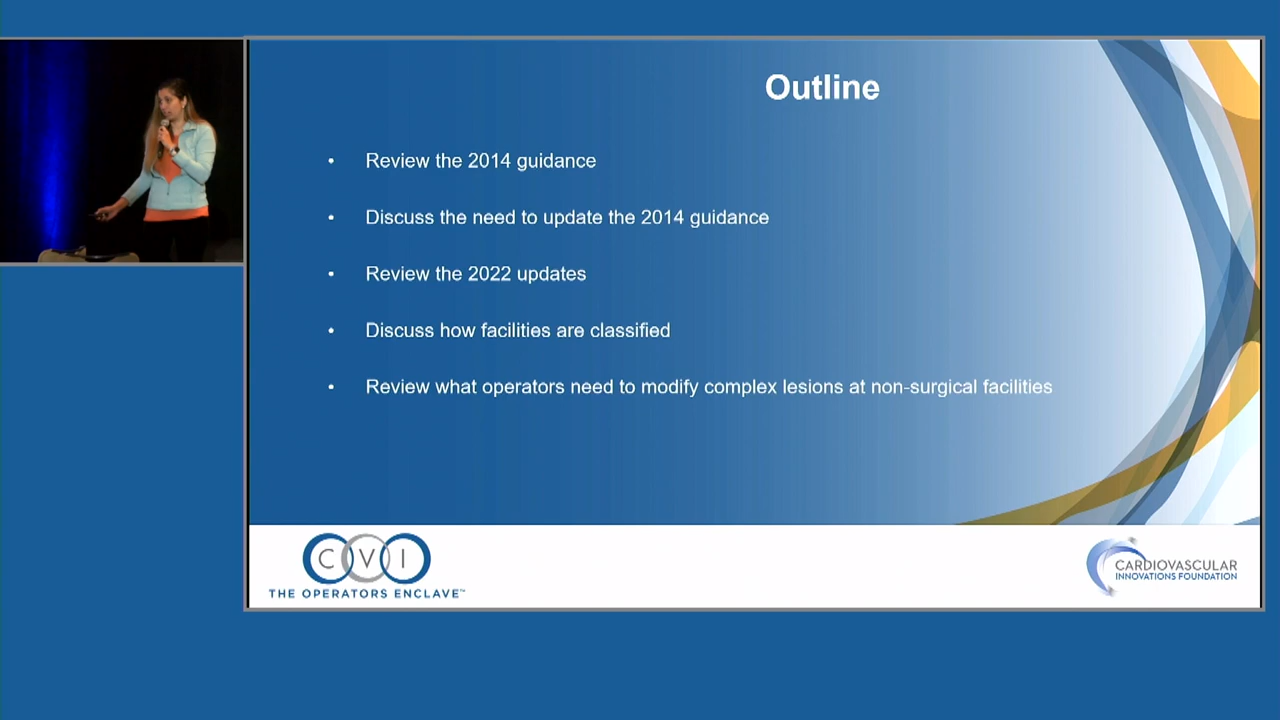 Outline
• Review the 2014 guidance
• Discuss the need to update the 2014 guidance
• Review the 2022 updates
• Discuss how facilities are classified
• Review what operators need to modify complex lesions at non-surgical facilities
CVI
THE OPERATORS ENCLAVE™
CARDIOVASCULAR
INNOVATIONS FOUNDATION